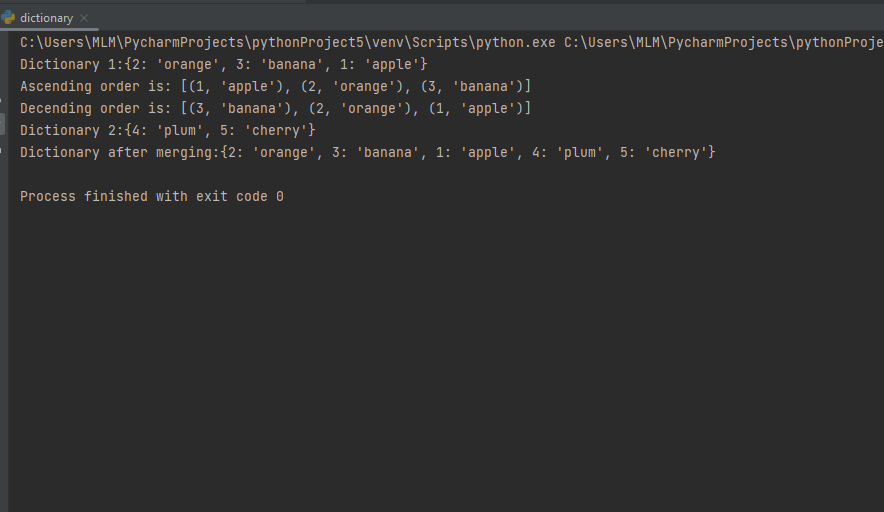 dictionary
C:\Users\MLM\PycharmProjects\pythonProject5\venv\Scripts\python.exe C:\Users\MLM\PycharmProjects\pythonProje
Dictionary 1:{2: 'orange', 3: 'banana', 1: 'apple'}
Ascending order is: [(1, 'apple'), (2, 'orange'), (3, 'banana')]
Decending order is: [(3, 'banana'), (2, 'orange'), (1, 'apple')]
Dictionary 2:{4: 'plum', 5: 'cherry'}
Dictionary after merging:{2: 'orange', 3: 'banana', 1: 'apple', 4: 'plum', 5: 'cherry'}
Process finished with exit code 0